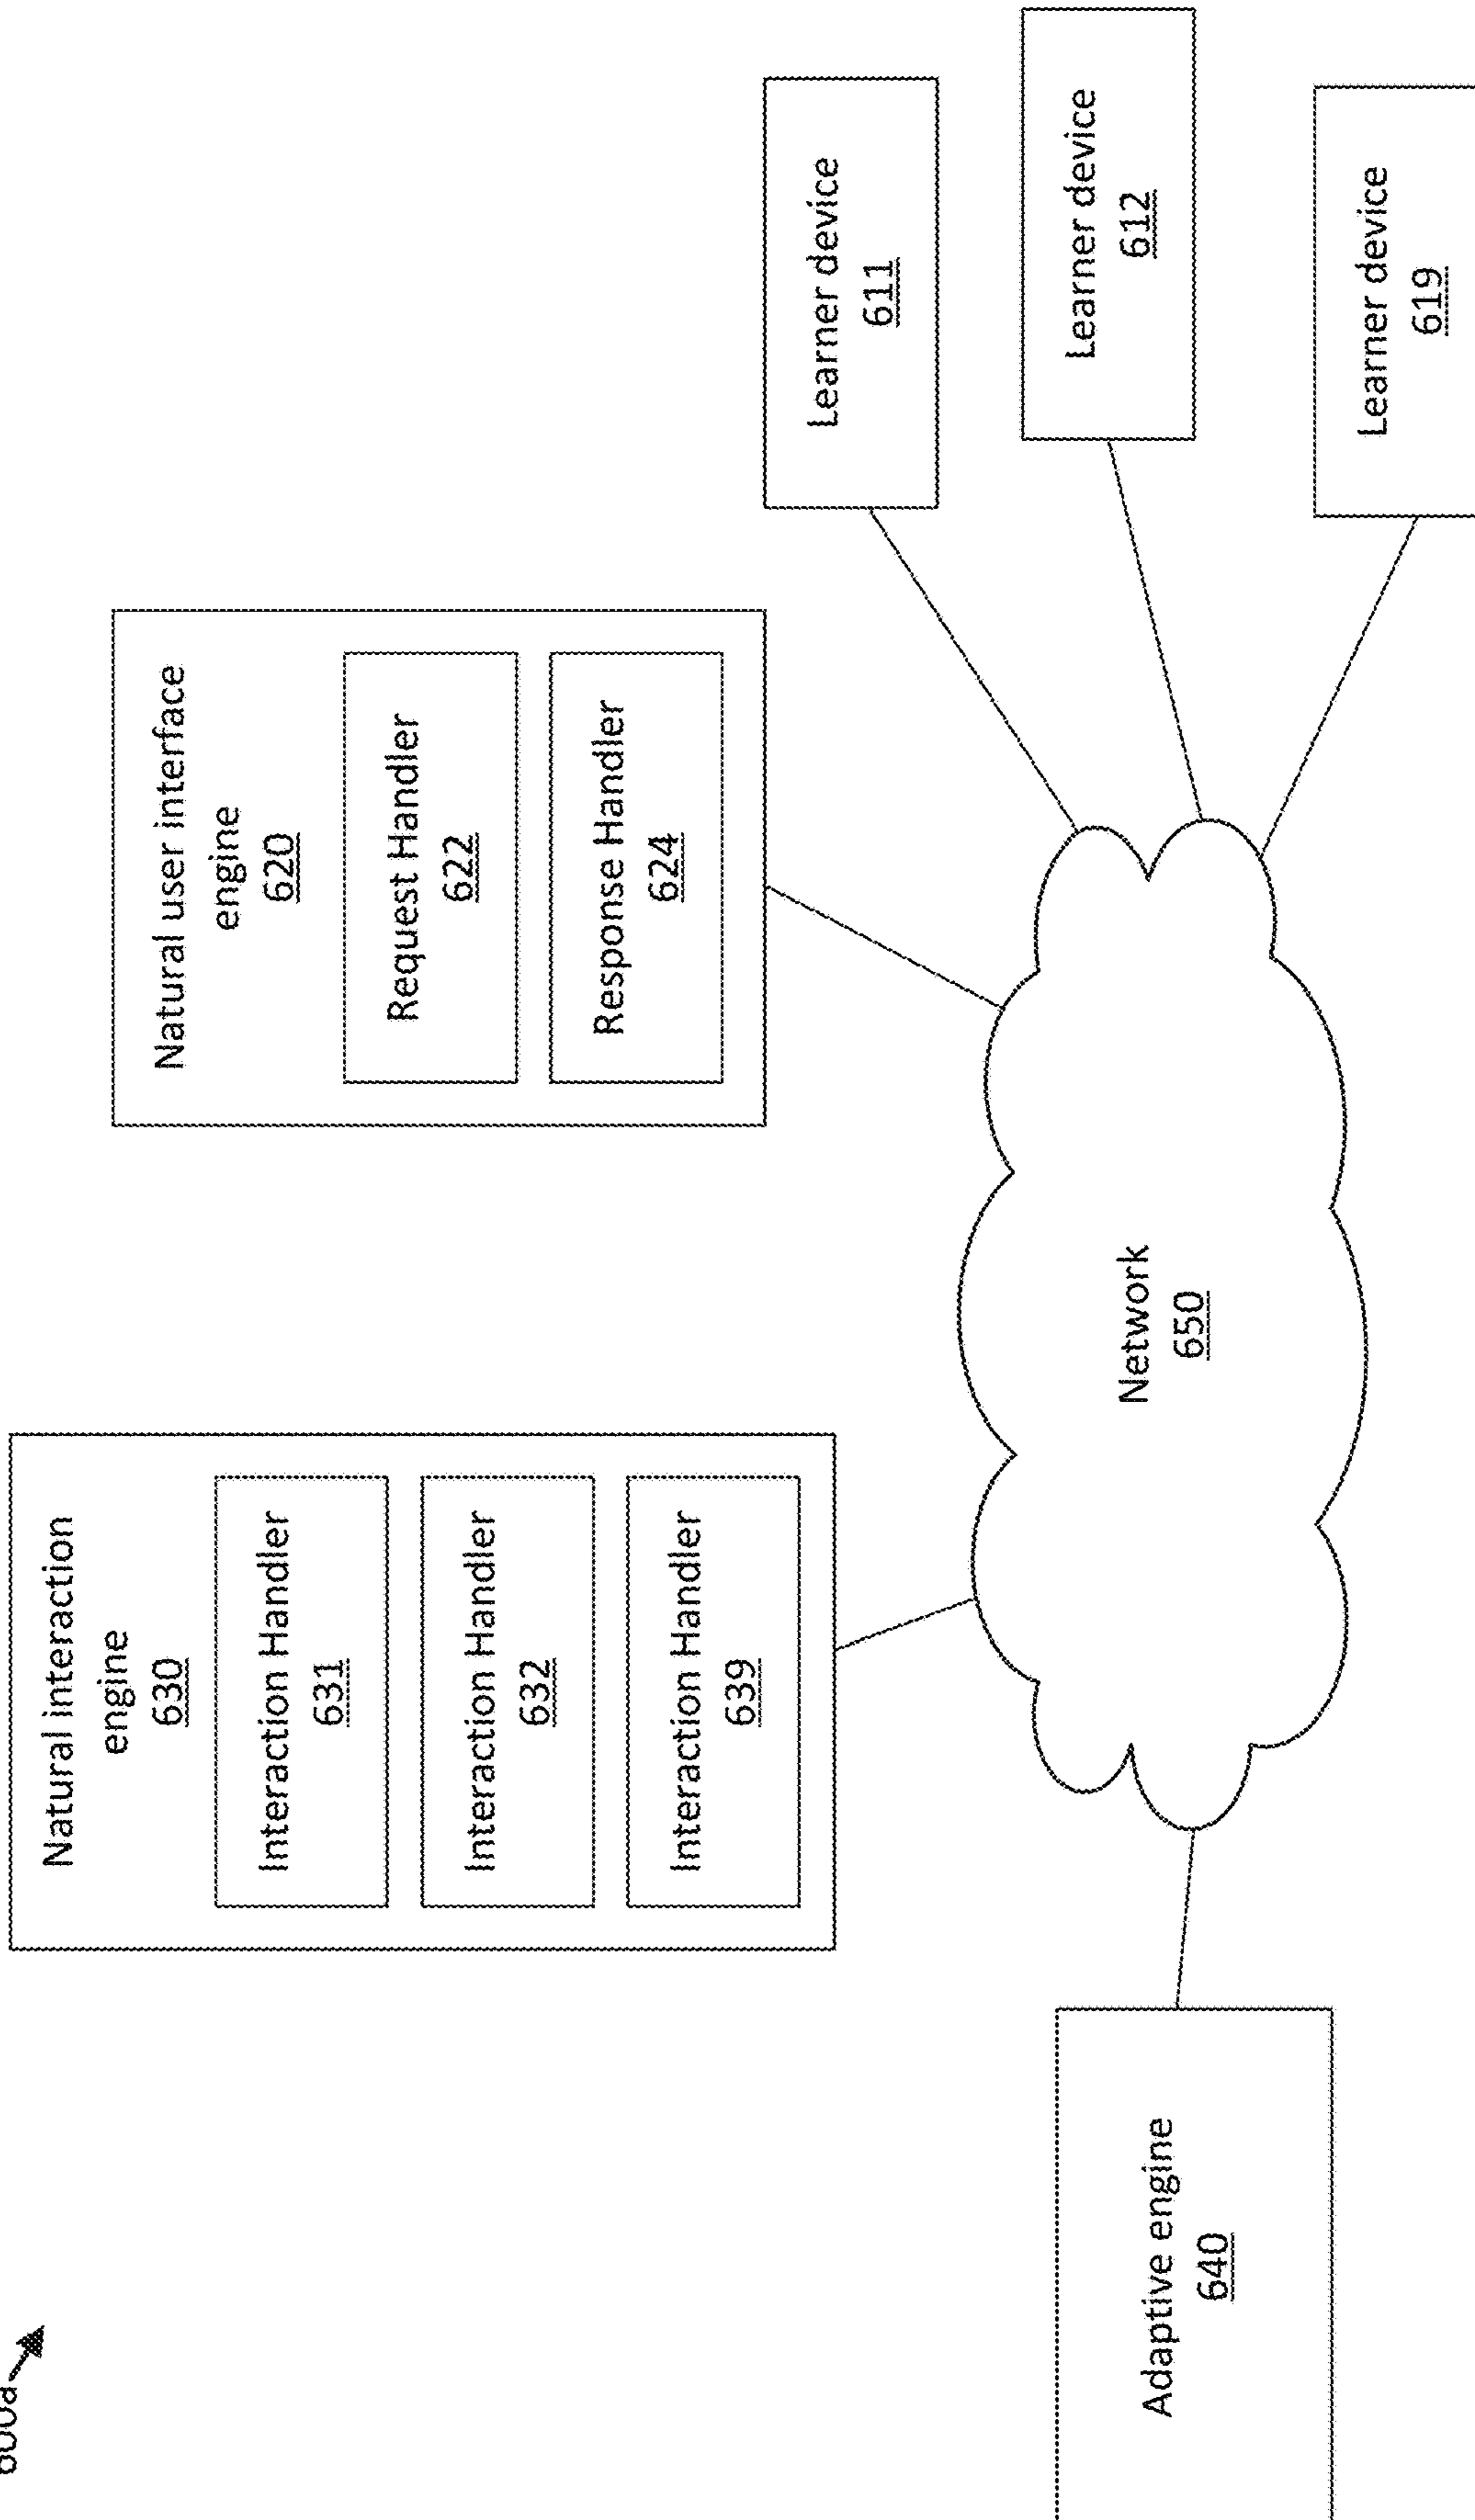 600a
Natural interaction
engine
630
Interaction Handler
631
Interaction Handler
632
Interaction Handler
639
Natural user interface
engine
620
Request Handler
622
Response Handler
624
Learner device
611
Learner device
612
Learner device
619
Network
650
Adaptive engine
640